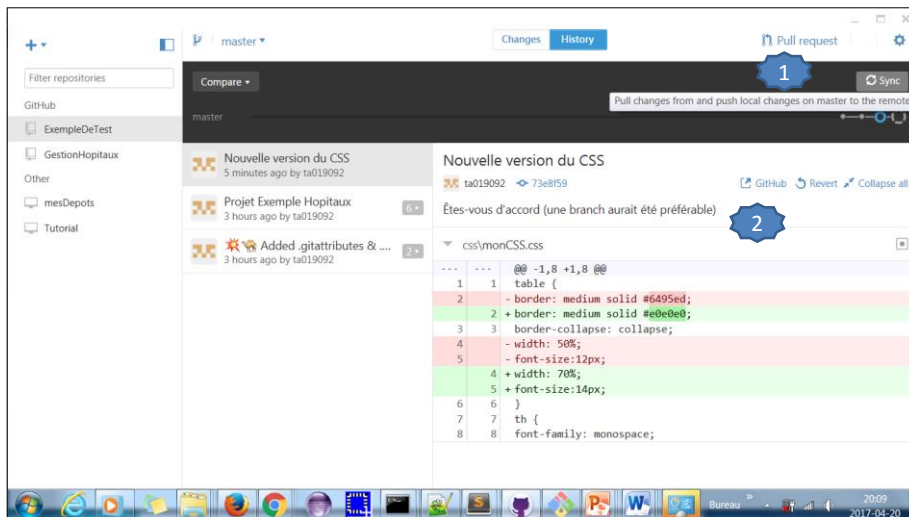 master
Changes
History
Pull request
Filter repositories
GitHub
ExempleDeTest
GestionHopitaux
Other
mesDepots
Tutorial
Compare
1
Sync
Pull changes from and push local changes on master to the remote
master
Nouvelle version du CSS
5 minutes ago by ta019092
Projet Exemple Hopitaux
3 hours ago by ta019092
6
Added .gitattributes & ....
3 hours ago by ta019092
2
Nouvelle version du CSS
ta019092 73e8f59
GitHub Revert Collapse all
Êtes-vous d'accord (une branch aurait été préférable)
2
css\monCSS.css
... ... @@ -1,8 +1,8 @@
1 1 table {
2 - border: medium solid #6495ed;
2 + border: medium solid #e0e0e0;
3 3 border-collapse: collapse;
4 - width: 50%;
5 - font-size:12px;
4 + width: 70%;
5 + font-size:14px;
6 6 }
7 7 th {
8 8 font-family: monospace;
Bureau
20:09
2017-04-20